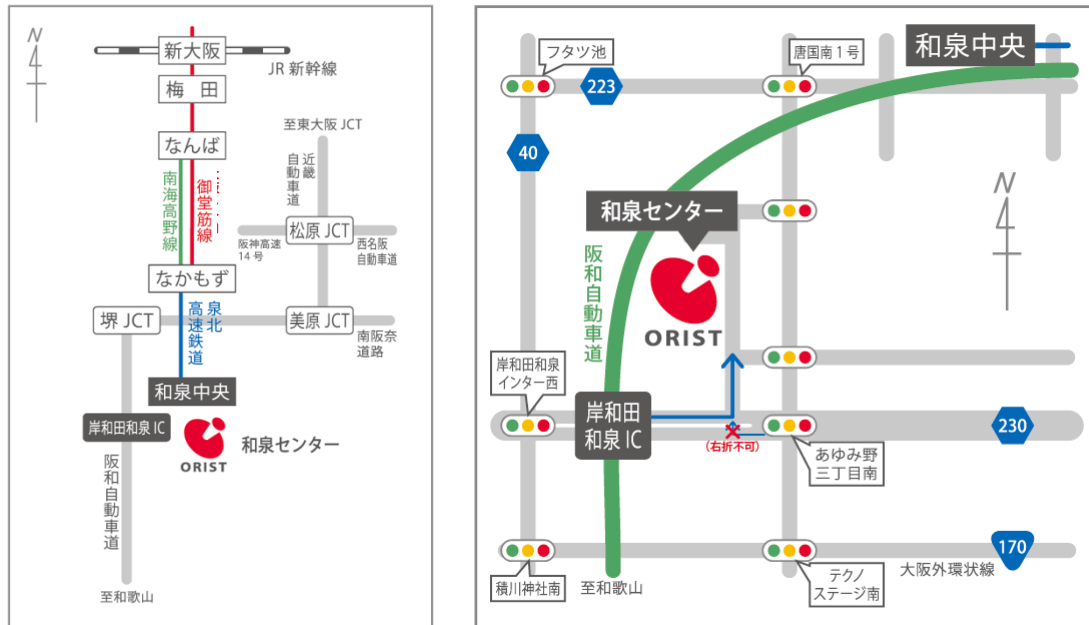 N
新大阪
JR 新幹線
梅 田
なんば
至東大阪 JCT
近畿
自動車道
南海高野線
御堂筋線
松原 JCT
阪神高速
14 号
西名阪
自動車道
なかもず
堺 JCT
泉北
高速鉄道
美原 JCT
南阪奈
道路
和泉中央
岸和田和泉 IC
ORIST
和泉センター
阪和自動車道
至和歌山
フタツ池
唐国南 1 号
和泉中央
223
40
N
和泉センター
阪和自動車道
ORIST
岸和田和泉
インター西
岸和田
和泉 IC
230
(右折不可)
あゆみ野
三丁目南
170
大阪外環状線
積川神社南
至和歌山
テクノ
ステージ南